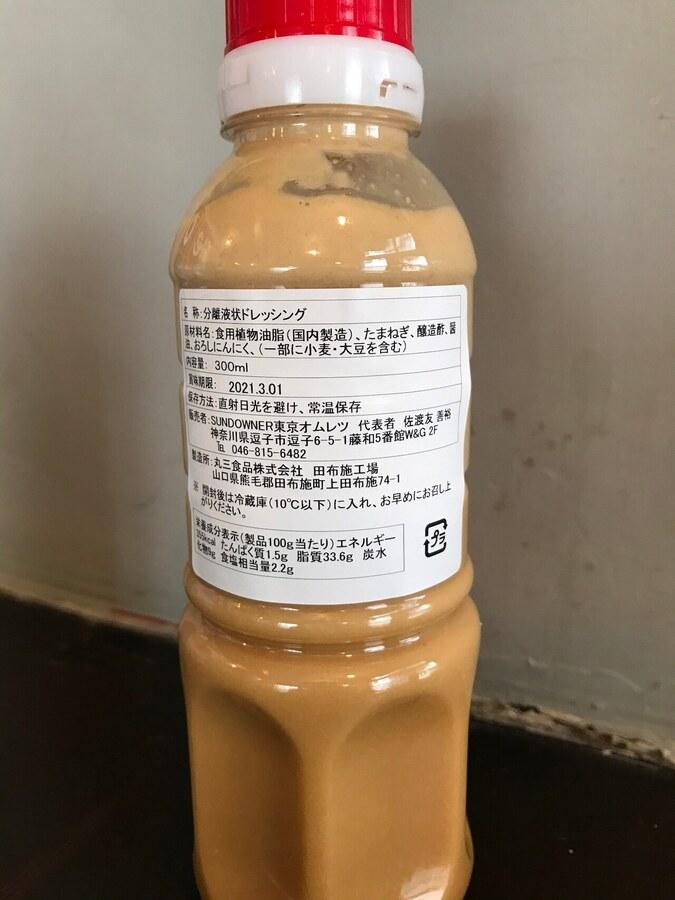 名 称:分離液状ドレッシング
原材料名:食用植物油脂(国内製造)、たまねぎ、醸造酢、醤
油、おろしにんにく、(一部に小麦・大豆を含む)
内容量: 300ml
賞味期限: 2021.3.01
保存方法:直射日光を避け、常温保存
販売者:SUNDOWNER東京オムレツ 代表者 佐渡友 善裕
神奈川県逗子市逗子6-5-1藤和5番館W&G 2F
℡ 046-815-6482
製造所:丸三食品株式会社 田布施工場
山口県熊毛郡田布施町上田布施74-1
※ 開封後は冷蔵庫(10℃以下)に入れ、お早めにお召し上
がりください。
栄養成分表示(製品100g当たり)エネルギー
kcal たんぱく質1.5g 脂質33.6g 炭水
化物9g 食塩相当量2.2g
プラ